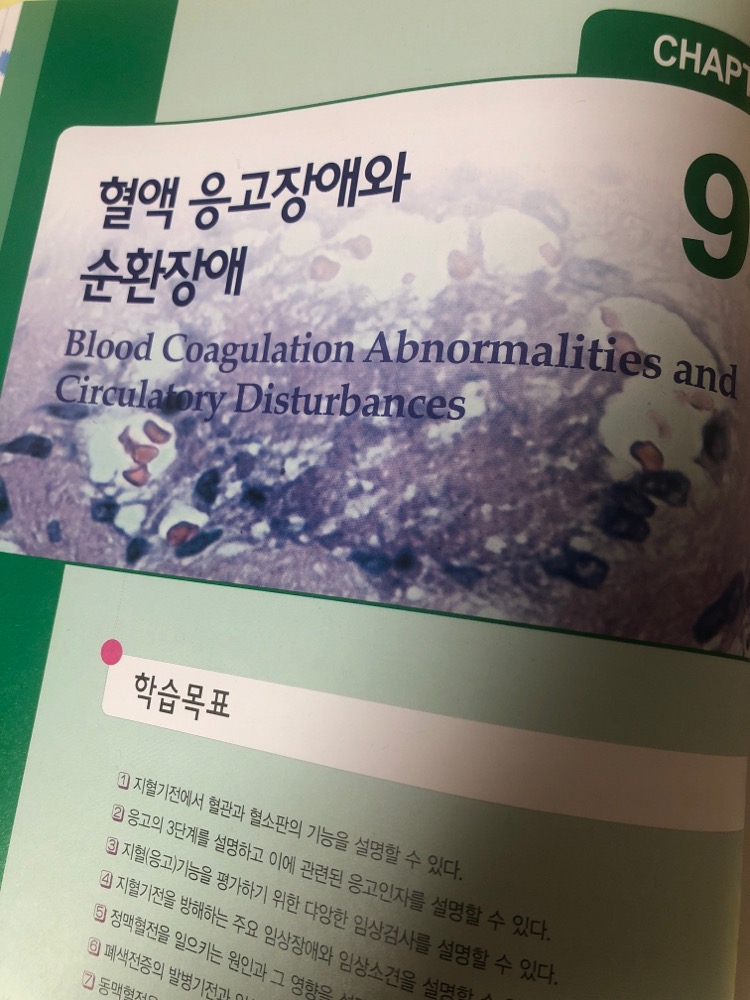 CHAPT
9
혈액 응고장애와
순환장애
Blood Coagulation Abnormalities and
Circulatory Disturbances
학습목표
1 지혈기전에서 혈관과 혈소판의 기능을 설명할 수 있다.
2 응고의 3단계를 설명하고 이에 관련된 응고인자를 설명할 수 있다.
3 지혈(응고)기능을 평가하기 위한 다양한 임상검사를 설명할 수 있다.
4 지혈기전을 방해하는 주요 임상장애와 임상소견을 설명할 수
5 정맥혈전을 일으키는 원인과 그 영향을
6 폐색전증의 발병기전과
7 동맥혈전